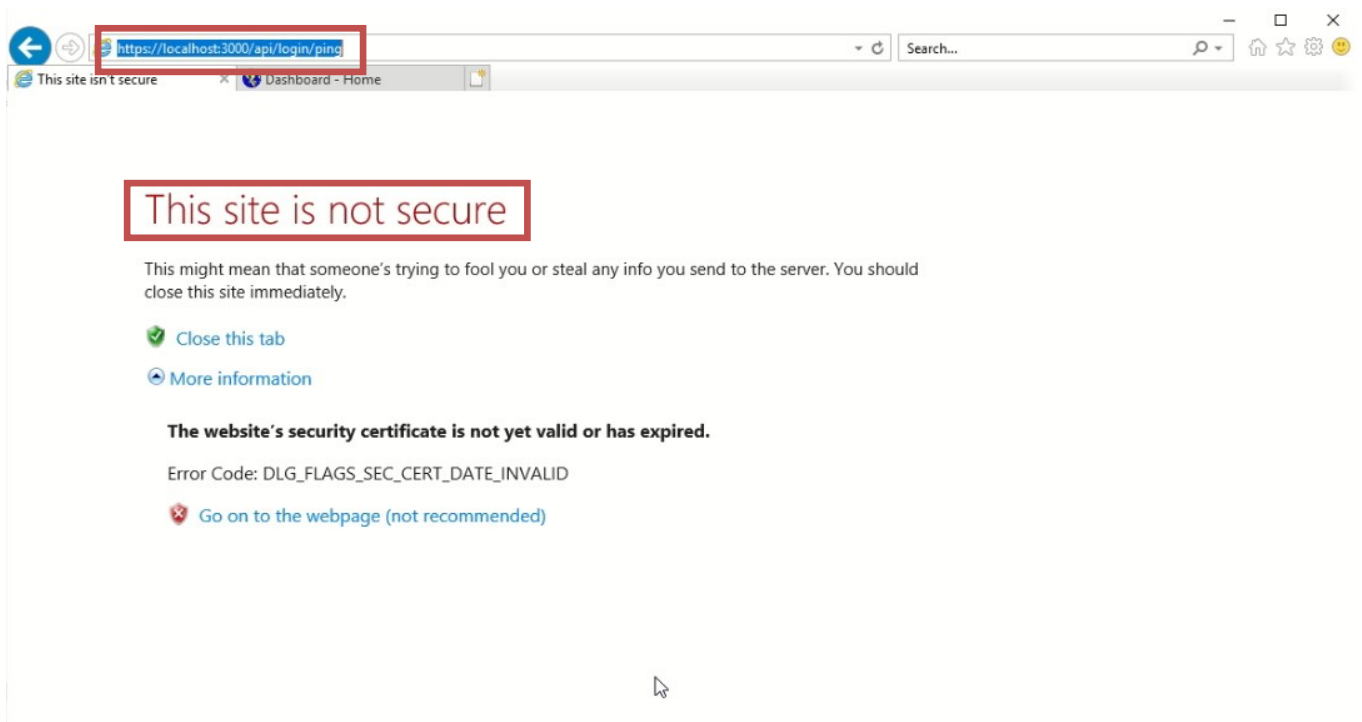 https://localhost:3000/api/login/ping
Search...
This site isn't secure
Dashboard - Home
This site is not secure
This might mean that someone's trying to fool you or steal any info you send to the server. You should
close this site immediately.
Close this tab
More information
The website's security certificate is not yet valid or has expired.
Error Code: DLG_FLAGS_SEC_CERT_DATE_INVALID
Go on to the webpage (not recommended)